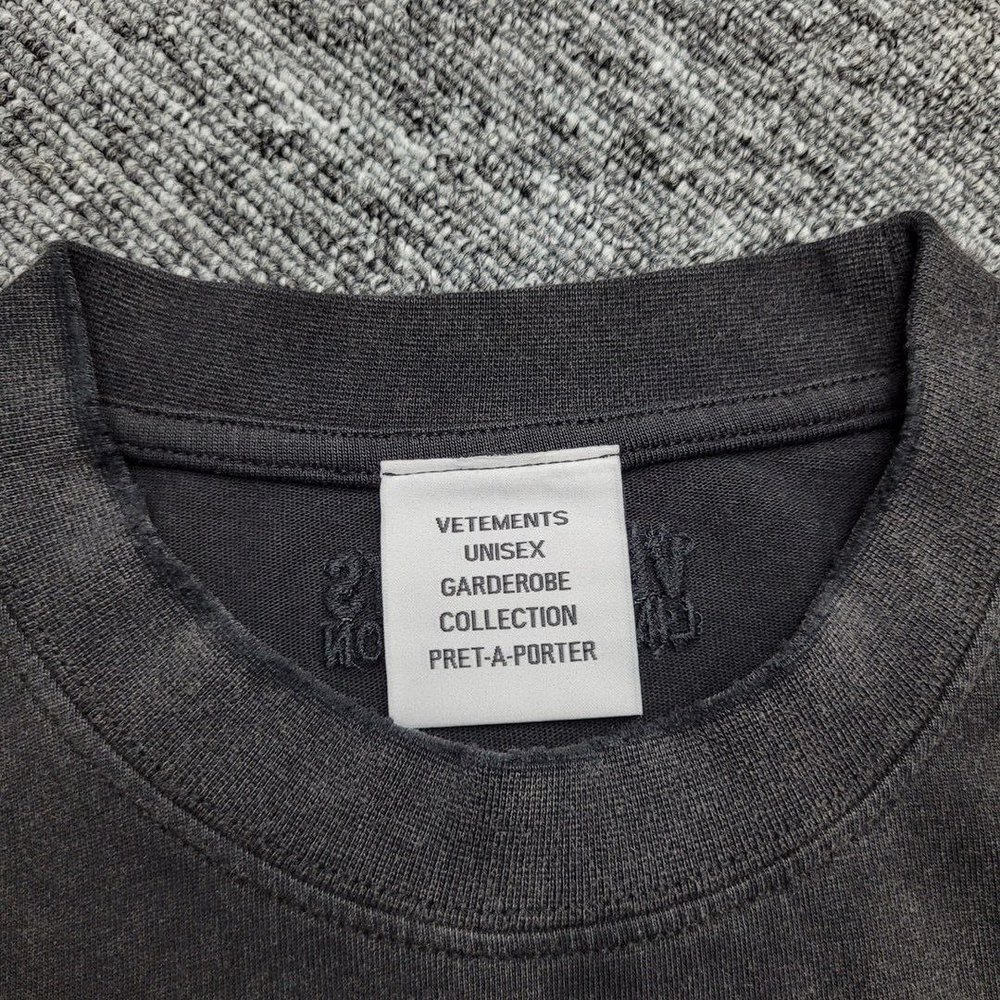 VETEMENTS
UNISEX
GARDEROBE
COLLECTION
PRET-A-PORTER